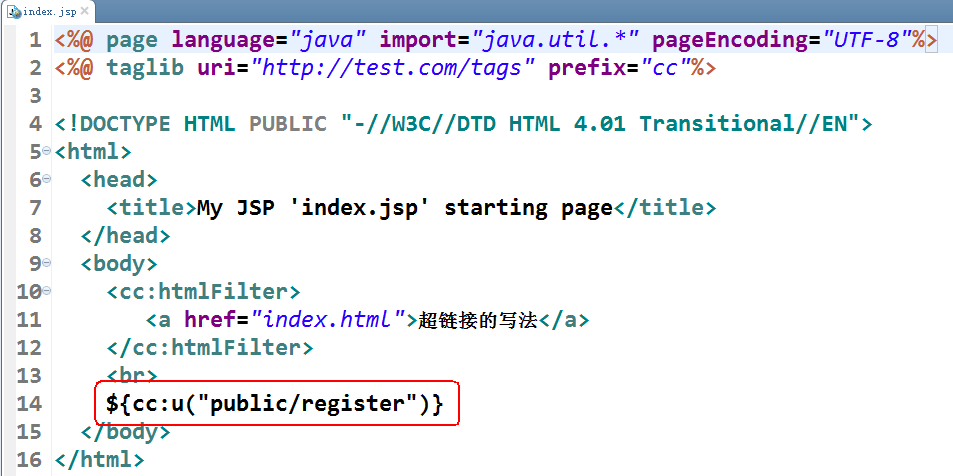 index.jsp
1 <%@ page language="java" import="java.util.*" pageEncoding="UTF-8"%>
2 <%@ taglib uri="http://test.com/tags" prefix="cc"%>
3
4 <!DOCTYPE HTML PUBLIC "-//W3C//DTD HTML 4.01 Transitional//EN">
5 <html>
6 <head>
7 <title>My JSP 'index.jsp' starting page</title>
8 </head>
9 <body>
10 <cc:htmlFilter>
11 <a href="index.html">超链接的写法</a>
12 </cc:htmlFilter>
13 <br>
14 ${cc:u("public/register")}
15 </body>
16 </html>